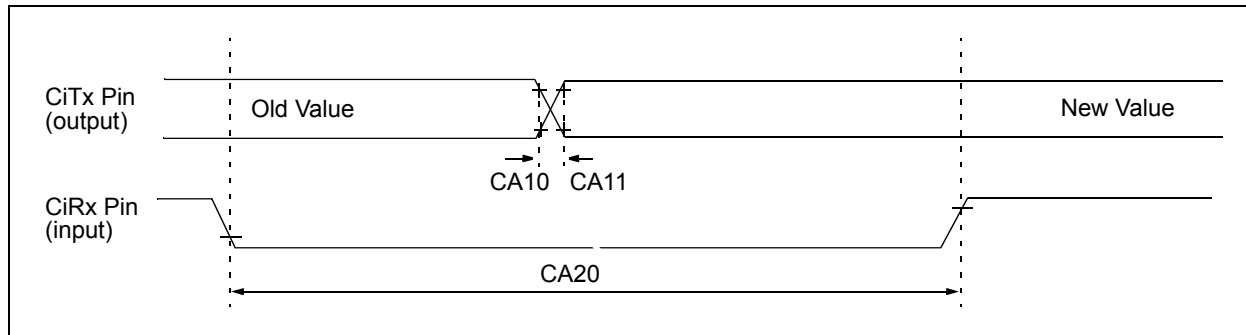 CiTx Pin
(output)
Old Value
New Value
CA10 CA11
CiRx Pin
(input)
CA20